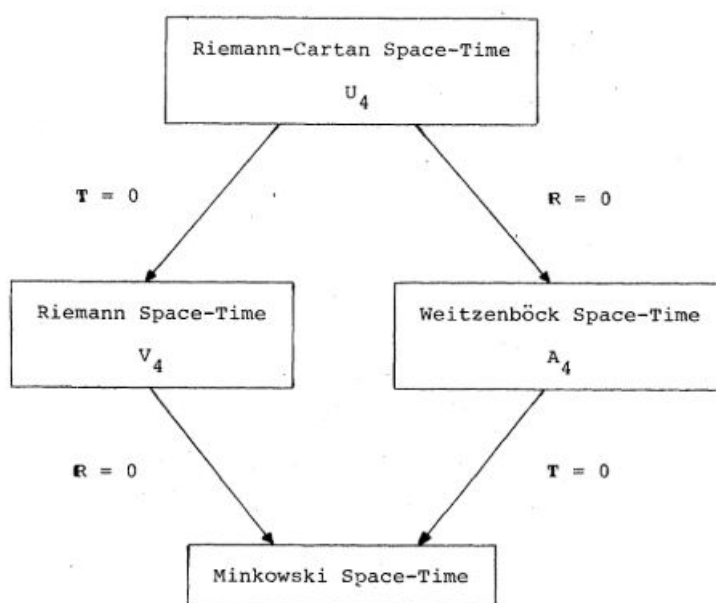 Riemann-Cartan Space-Time
U4
T = 0
R = 0
Riemann Space-Time
V4
Weitzenböck Space-Time
A4
R = 0
T = 0
Minkowski Space-Time